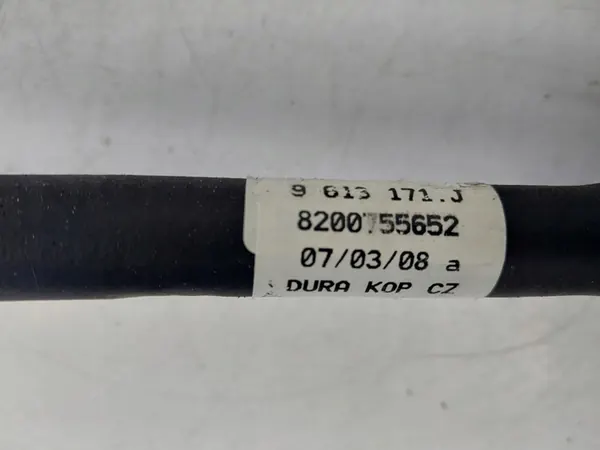 9 613 171.J
8200755652
07/03/08 a
DURA KOP CZ